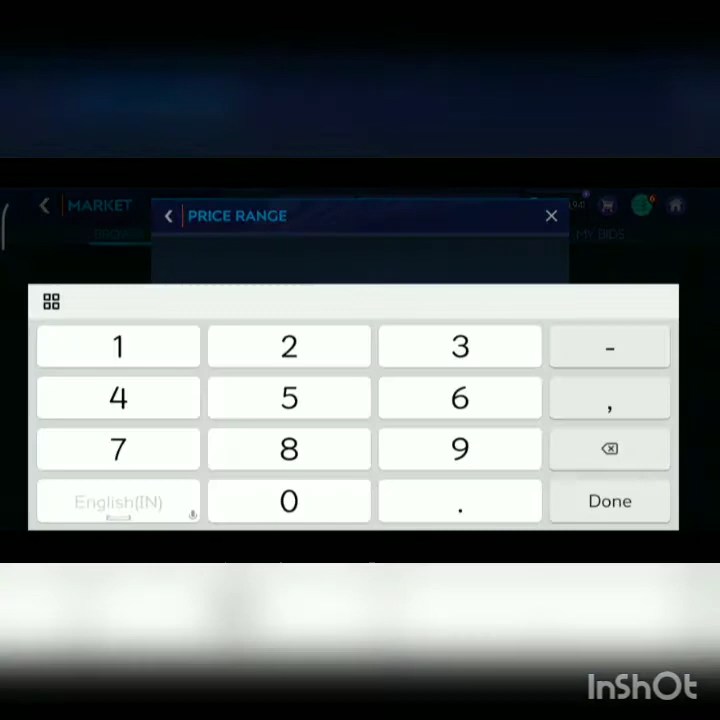 MARKET
PRICE RANGE
MY BIDS
1 2 3 -
4 5 6 ,
7 8 9
English(IN) 0 . Done
InShOt